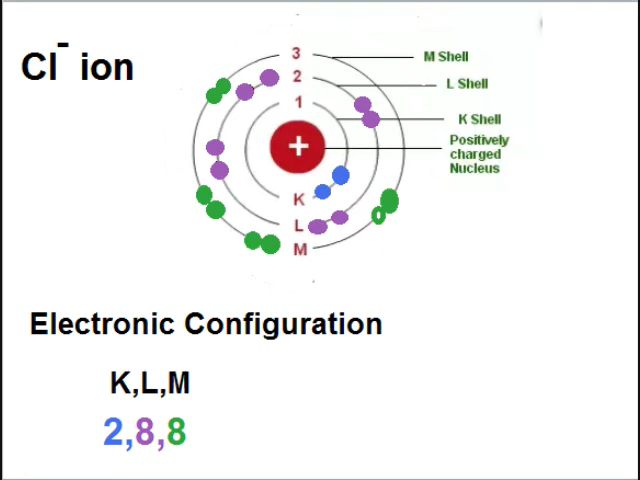 Cl⁻ ion
3
2
1
+
K
L
M
M Shell
L Shell
K Shell
Positively
charged
Nucleus
Electronic Configuration
K,L,M
2,8,8